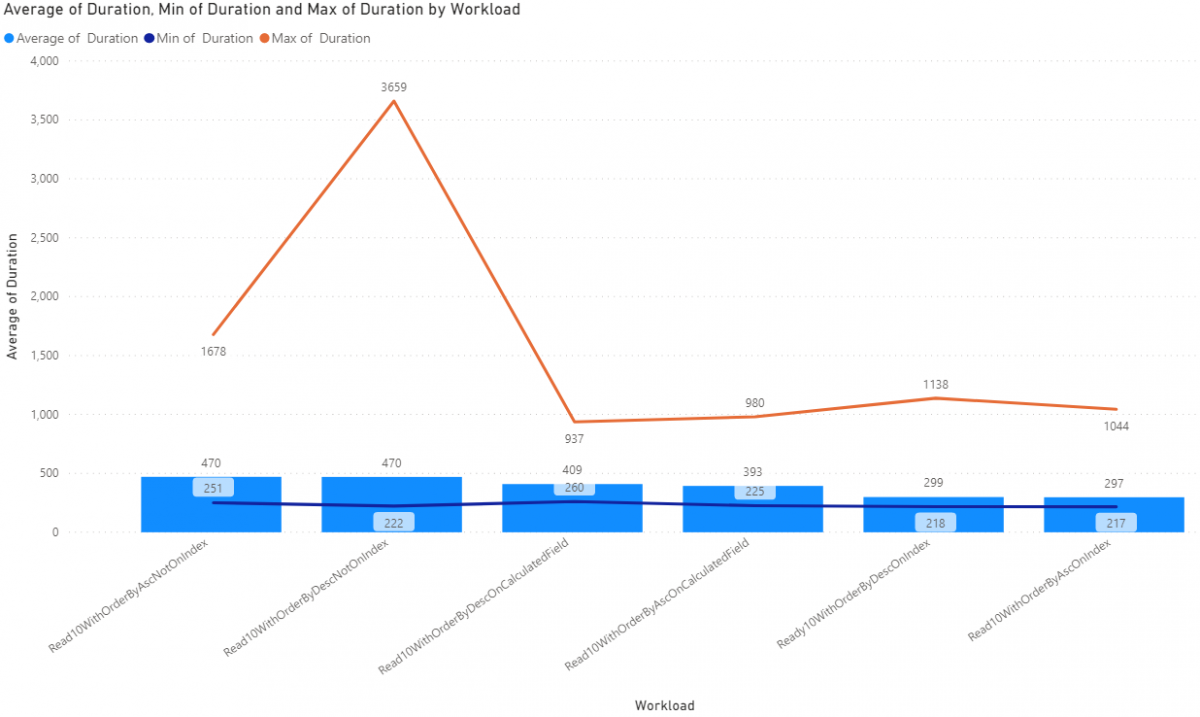 Average of Duration, Min of Duration and Max of Duration by Workload
Average of Duration Min of Duration Max of Duration
4,000
3,500
3,000
2,500
2,000
1,500
1,000
500
0
Average of Duration
1678
3659
937
980
1138
1044
470
470
409
393
299
297
251
222
260
225
218
217
Read10WithOrderByAscNotOnIndex
Read10WithOrderByDescNotOnIndex
Read10WithOrderByDescOnCalculatedField
Read10WithOrderByAscOnCalculatedField
Ready10WithOrderByDescOnIndex
Read10WithOrderByAscOnIndex
Workload